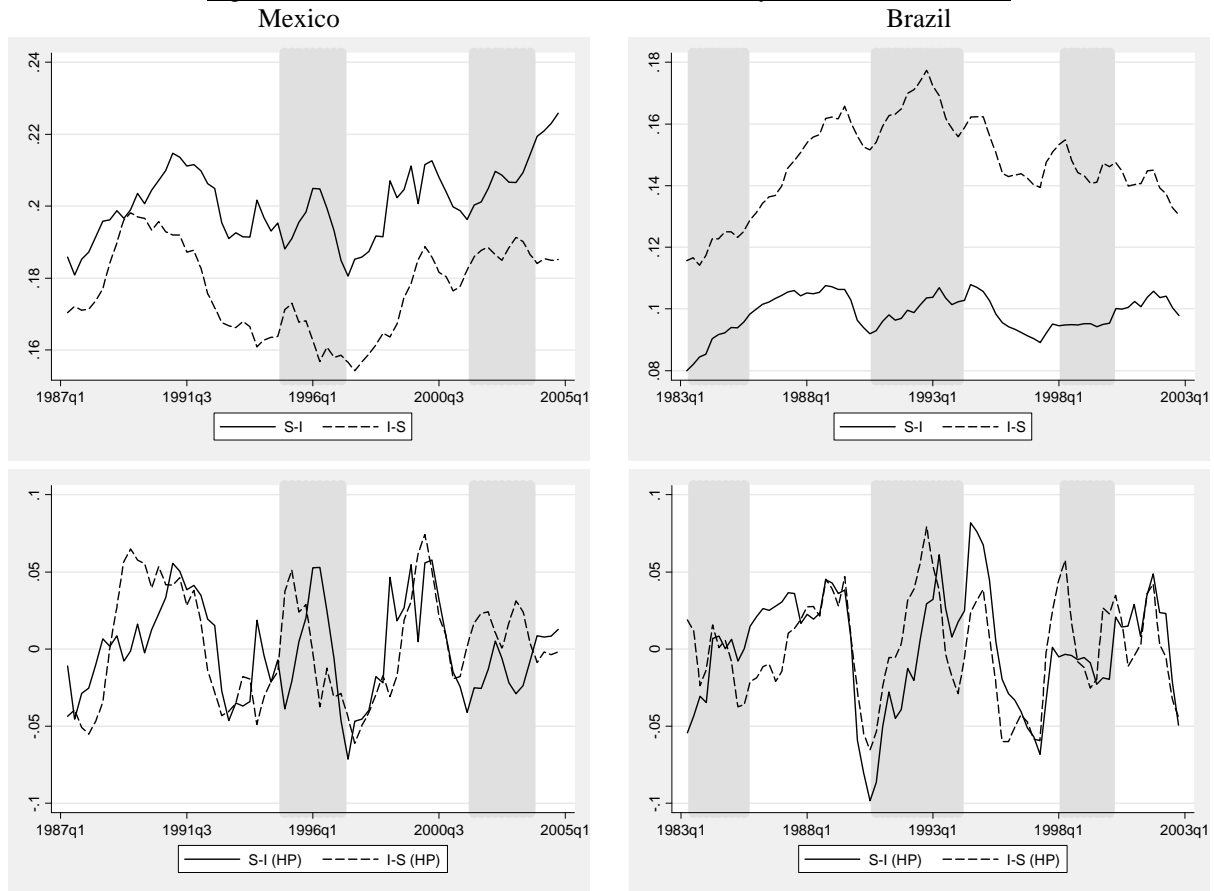 Mexico
Brazil
.24
.22
.2
.18
.16
1987q1 1991q3 1996q1 2000q3 2005q1
S-I I-S
.18
.16
.14
.12
.1
.08
1983q1 1988q1 1993q1 1998q1 2003q1
S-I I-S
.1
.05
0
-.05
-.1
1987q1 1991q3 1996q1 2000q3 2005q1
S-I (HP) I-S (HP)
.1
.05
0
-.05
-.1
1983q1 1988q1 1993q1 1998q1 2003q1
S-I (HP) I-S (HP)